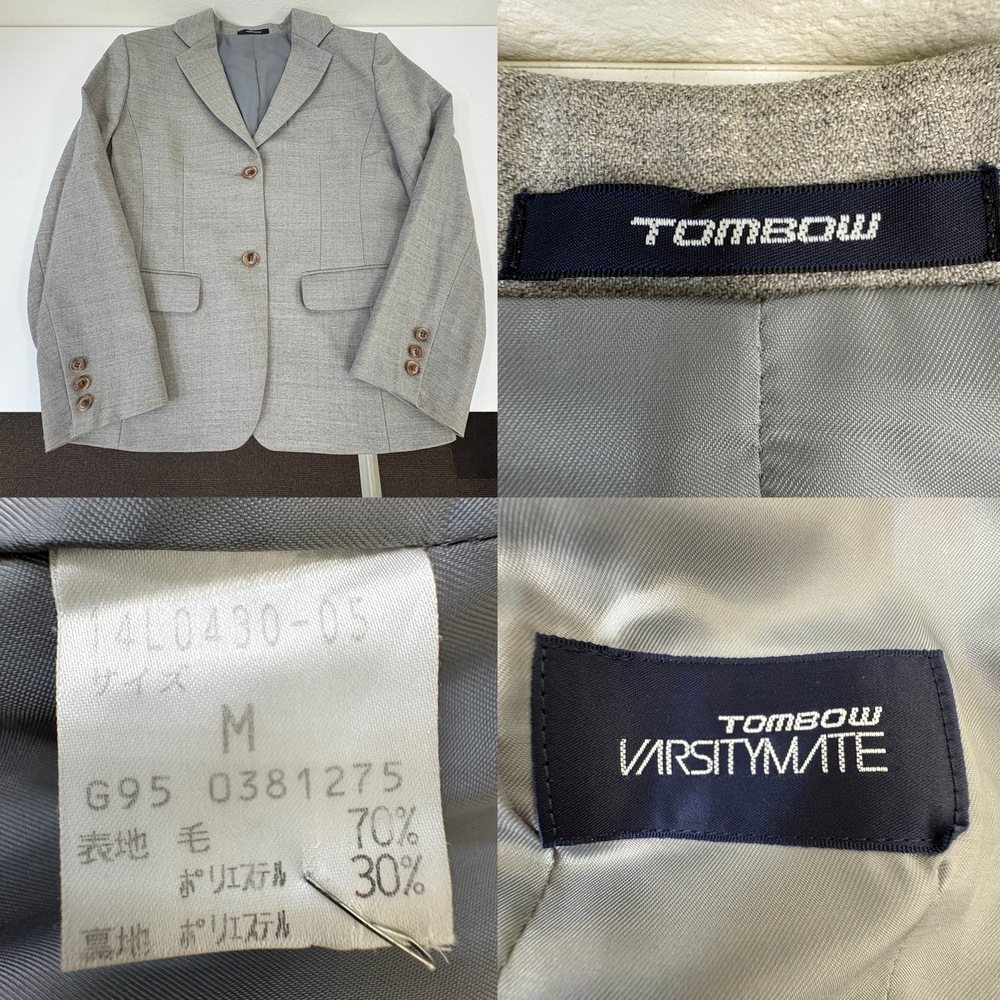 TOMBOW
14L0430-05
サイズ
M
G95 0381275
表地 毛 70%
ポリエステル 30%
裏地 ポリエステル
TOMBOW
VARSITYMATE